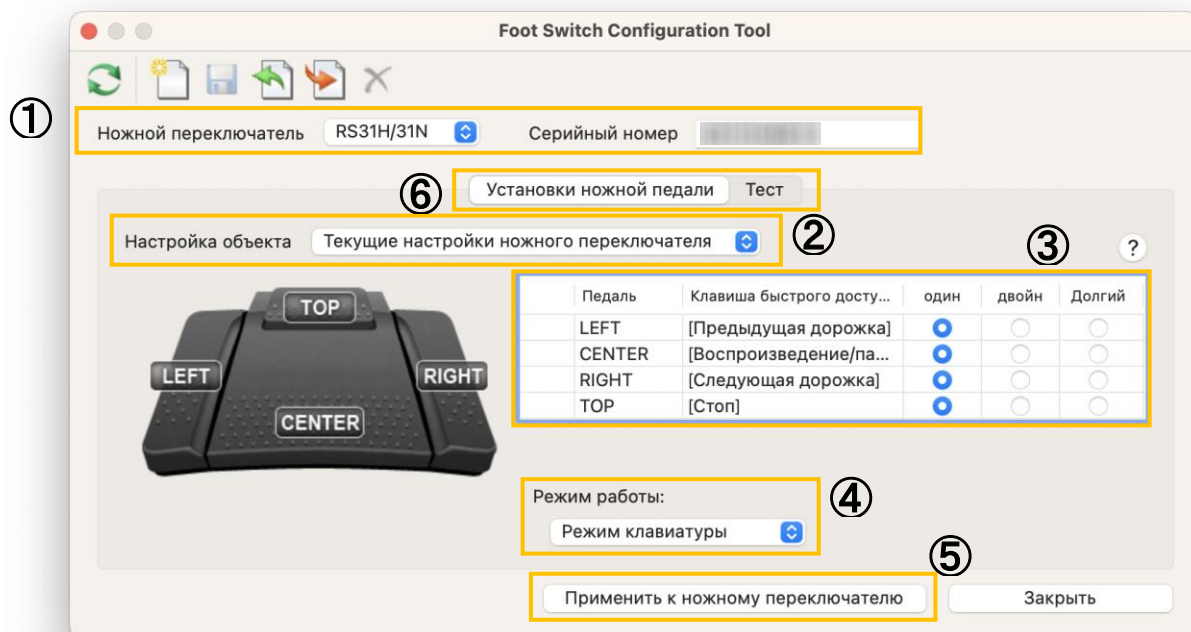 Foot Switch Configuration Tool
①
Ножной переключатель RS31H/31N Серийный номер
⑥ Установки ножной педали Тест
Настройка объекта Текущие настройки ножного переключателя ② ③ ?
Педаль Клавиша быстрого досту... один двойн Долгий
LEFT [Предыдущая дорожка]
CENTER [Воспроизведение/па...
RIGHT [Следующая дорожка]
TOP [Стоп]
TOP
LEFT RIGHT
CENTER
Режим работы: ④
Режим клавиатуры
⑤
Применить к ножному переключателю Закрыть